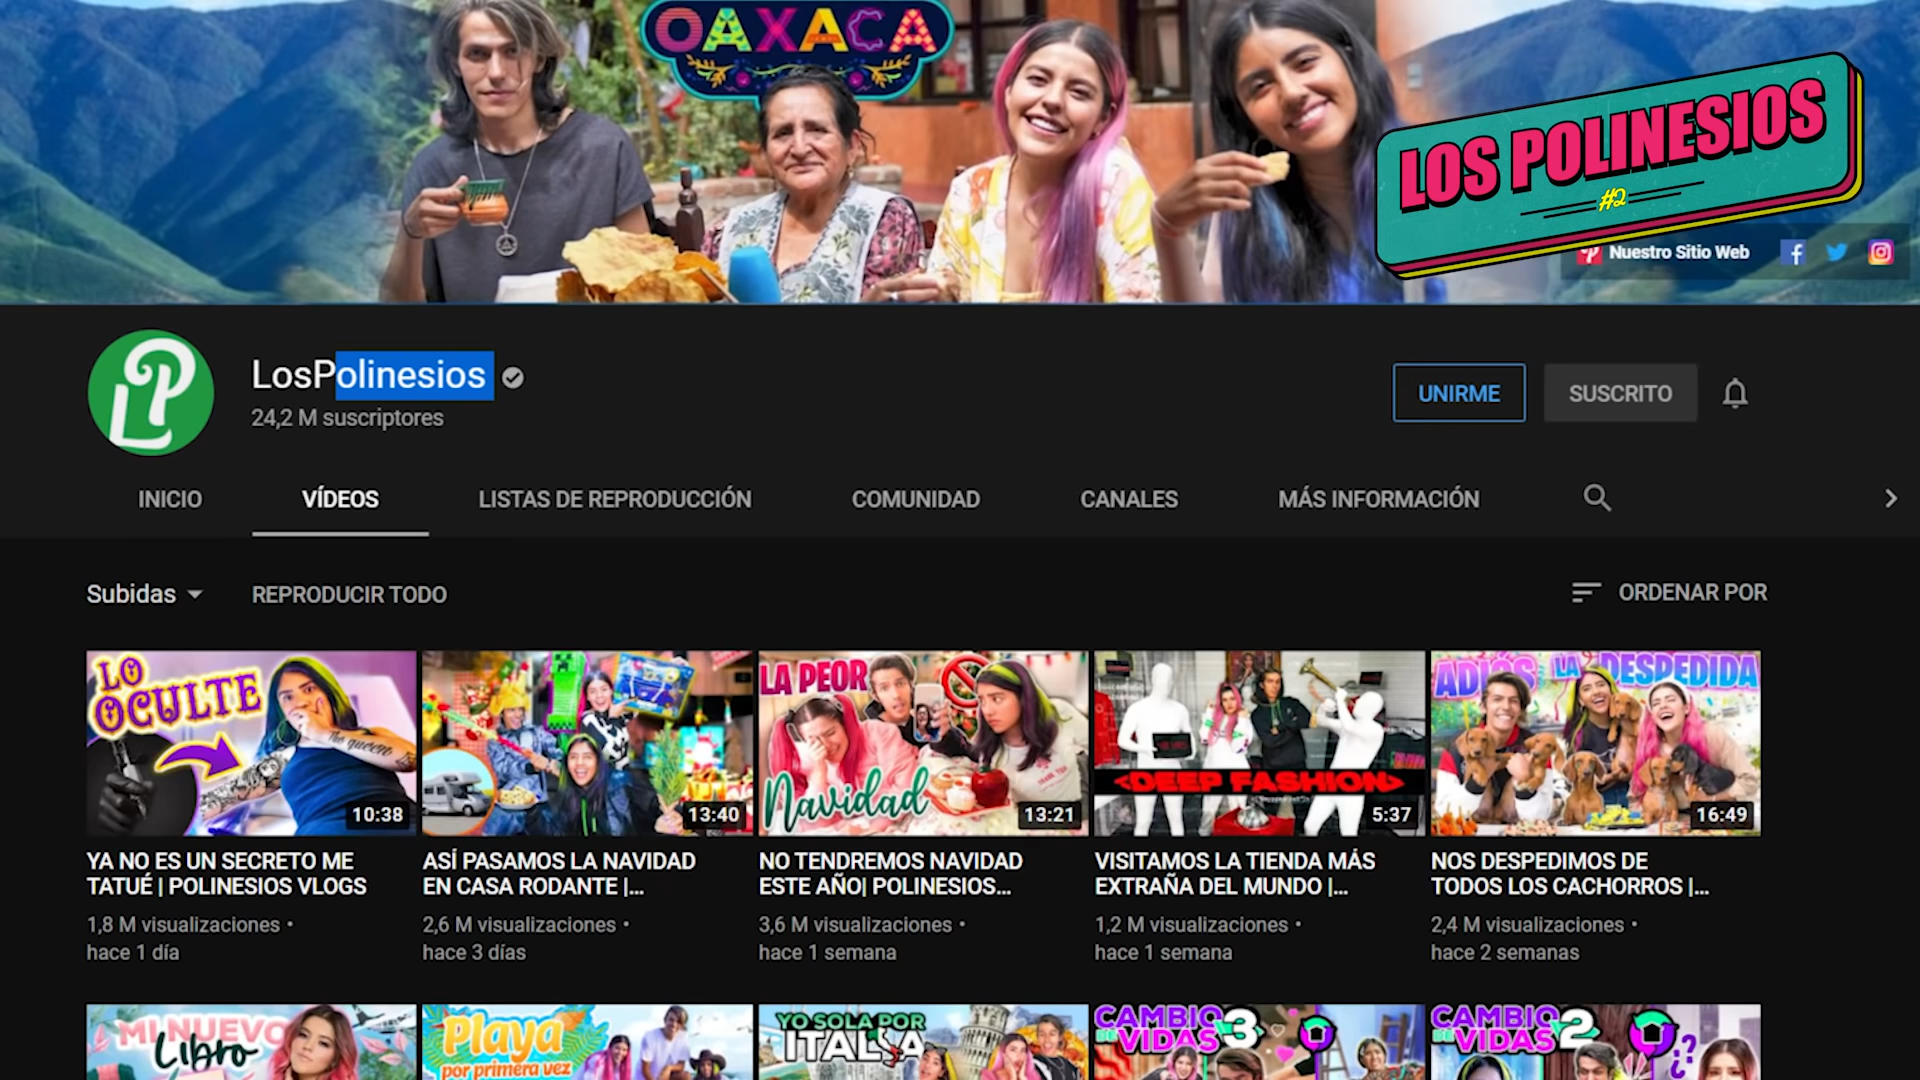 OAXACA
LOS POLINESIOS
#2
Nuestro Sitio Web
LP
LosPolinesios
24,2 M suscriptores
UNIRME
SUSCRITO
INICIO
VÍDEOS
LISTAS DE REPRODUCCIÓN
COMUNIDAD
CANALES
MÁS INFORMACIÓN
Subidas
REPRODUCIR TODO
ORDENAR POR
LO
OCULTE
The queen
10:38
13:40
LA PEOR
Navidad
13:21
<DEEP FASHION>
5:37
ADIÓS LA DESPEDIDA
16:49
YA NO ES UN SECRETO ME
TATUÉ | POLINESIOS VLOGS
1,8 M visualizaciones •
hace 1 día
ASÍ PASAMOS LA NAVIDAD
EN CASA RODANTE |...
2,6 M visualizaciones •
hace 3 días
NO TENDREMOS NAVIDAD
ESTE AÑO| POLINESIOS...
3,6 M visualizaciones •
hace 1 semana
VISITAMOS LA TIENDA MÁS
EXTRAÑA DEL MUNDO |...
1,2 M visualizaciones •
hace 1 semana
NOS DESPEDIMOS DE
TODOS LOS CACHORROS |...
2,4 M visualizaciones •
hace 2 semanas
MI NUEVO
Libro
Playa
por primera vez
YO SOLA POR
ITALIA
CAMBIO 3
DE VIDAS
CAMBIO 2
DE VIDAS
??